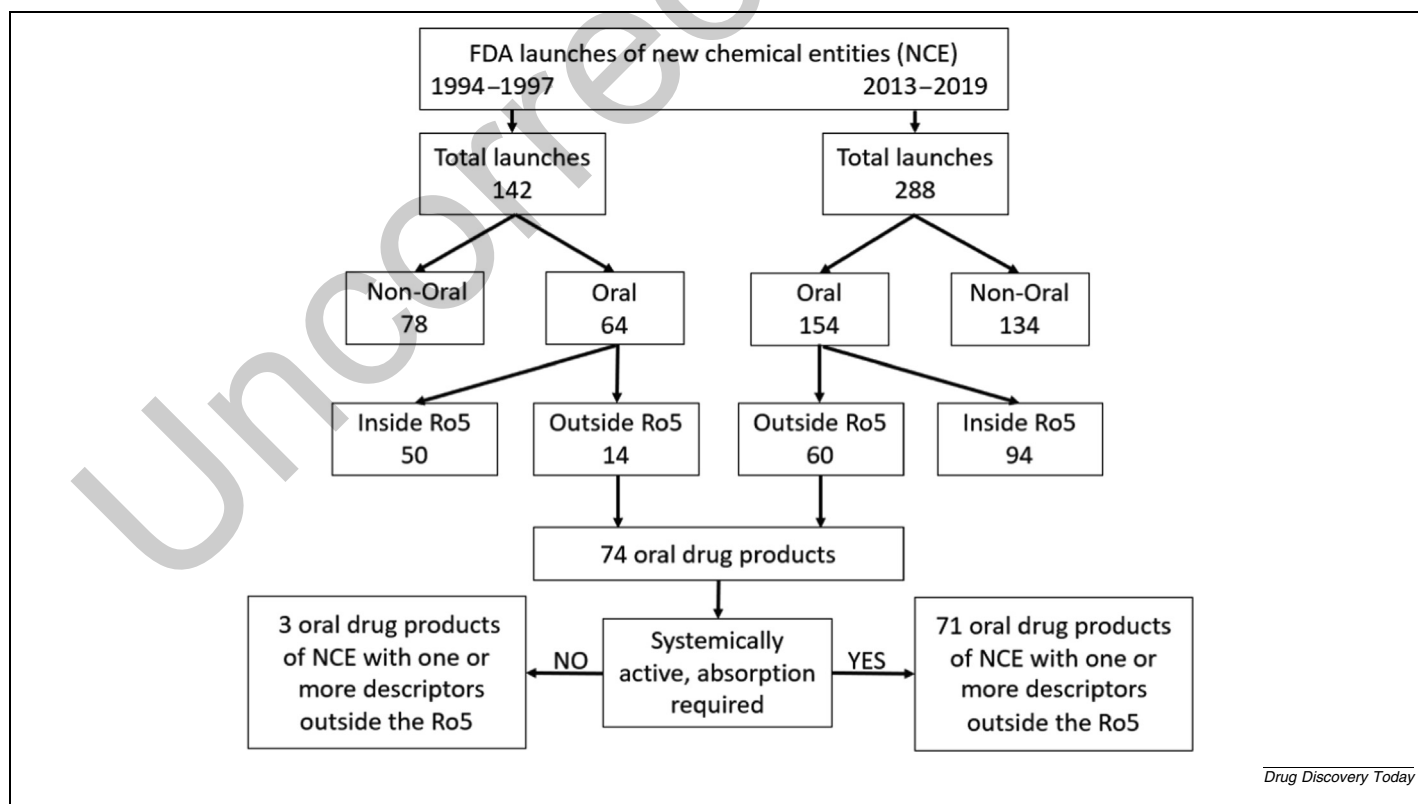 Uncorrec
FDA launches of new chemical entities (NCE)
1994–1997 2013–2019
Total launches
142
Total launches
288
Non-Oral
78
Oral
64
Oral
154
Non-Oral
134
Inside Ro5
50
Outside Ro5
14
Outside Ro5
60
Inside Ro5
94
74 oral drug products
3 oral drug products
of NCE with one or
more descriptors
outside the Ro5
NO
Systemically
active, absorption
required
YES
71 oral drug products
of NCE with one or
more descriptors
outside the Ro5
Drug Discovery Today